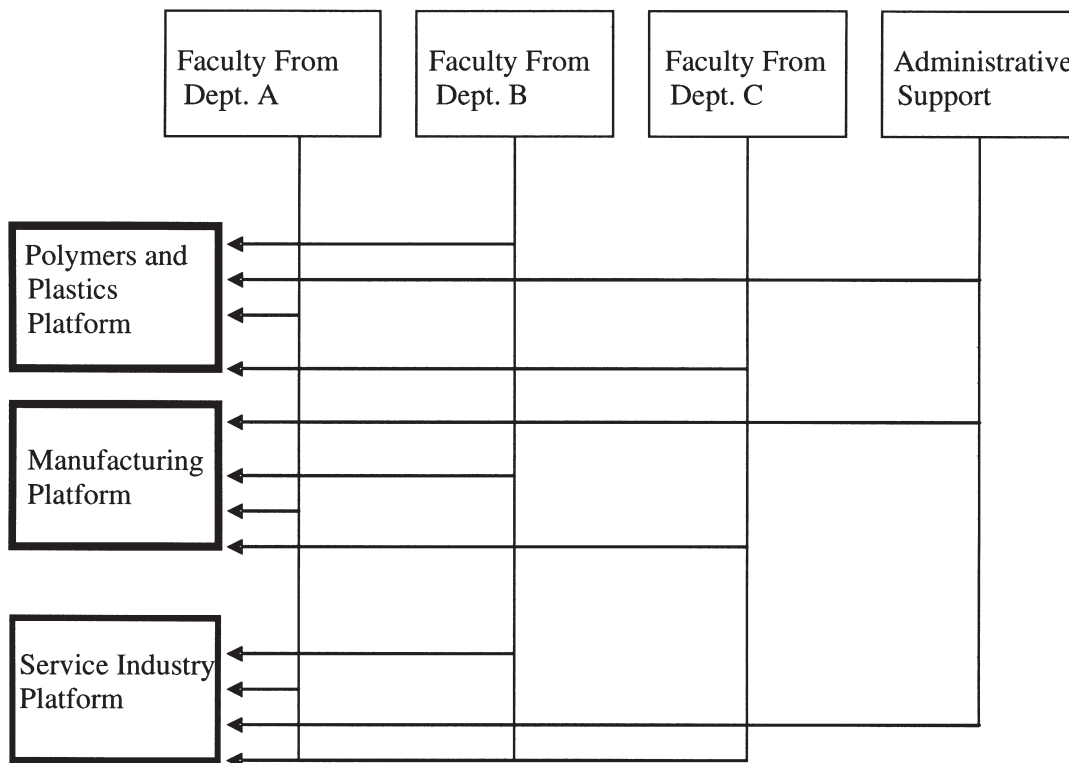 Faculty From
Dept. A
Faculty From
Dept. B
Faculty From
Dept. C
Administrative
Support
Polymers and
Plastics
Platform
Manufacturing
Platform
Service Industry
Platform